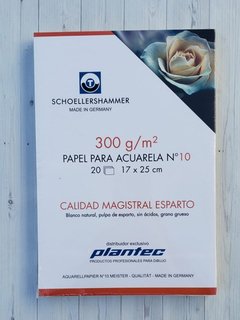 T
SCHOELLERSHAMMER
MADE IN GERMANY
300 g/m²
PAPEL PARA ACUARELA Nº10
20 17 x 25 cm
CALIDAD MAGISTRAL ESPARTO
Blanco natural, pulpa de esparto, sin ácidos, grano grueso
distribuidor exclusivo
plantec
PRODUCTOS PROFESIONALES PARA DIBUJO
AQUARELLPAPIER Nº10, MEISTER - QUALITÄT - MADE IN GERMANY